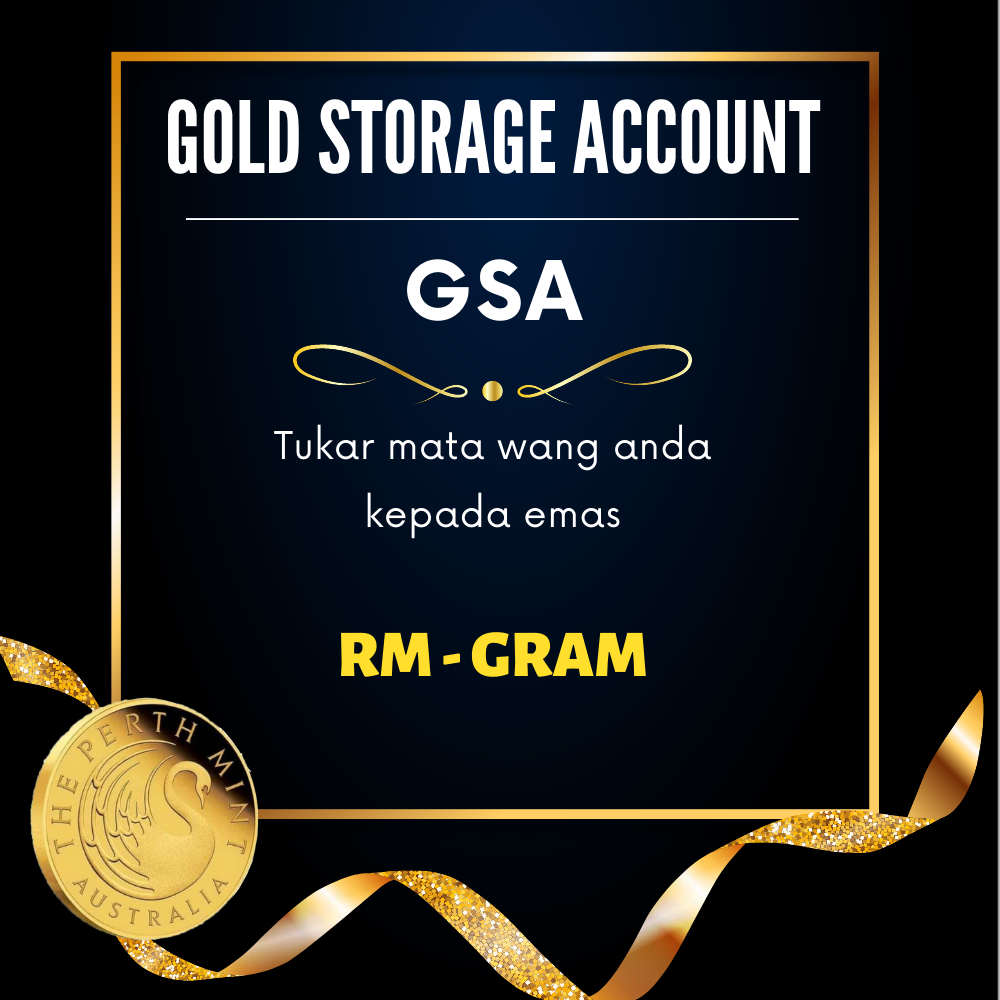 GOLD STORAGE ACCOUNT
GSA
Tukar mata wang anda
kepada emas
RM - GRAM
THE PERTH MINT
AUSTRALIA